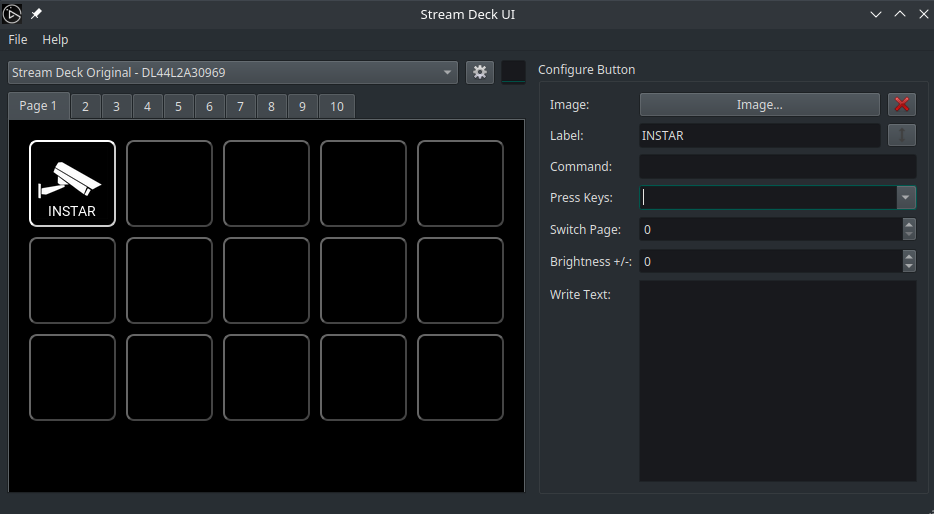 Stream Deck UI
File Help
Stream Deck Original - DL44L2A30969
Page 1 2 3 4 5 6 7 8 9 10
INSTAR
Configure Button
Image: Image...
Label: INSTAR
Command:
Press Keys:
Switch Page: 0
Brightness +/-: 0
Write Text: